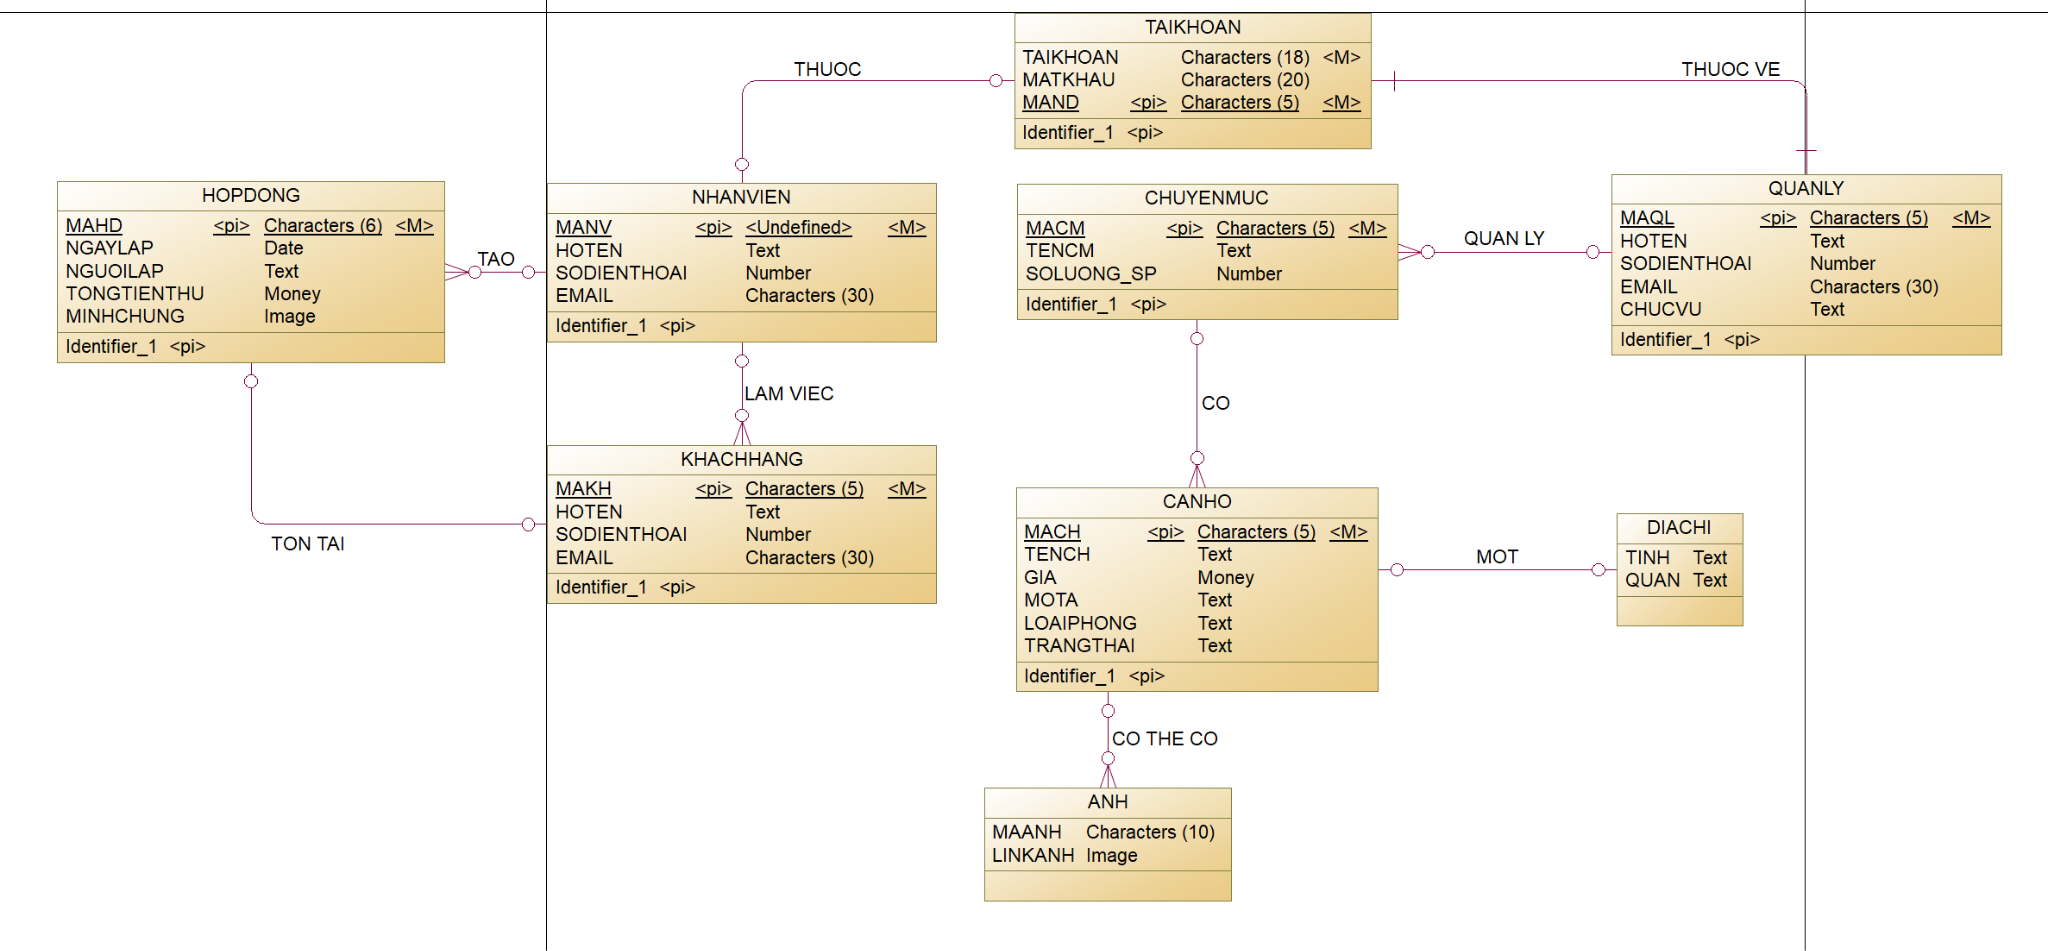 TAIKHOAN
TAIKHOAN Characters (18) <M>
MATKHAU Characters (20)
MAND <pi> Characters (5) <M>
Identifier_1 <pi>
THUOC
THUOC VE
HOPDONG
MAHD <pi> Characters (6) <M>
NGAYLAP Date
NGUOILAP Text
TONGTIENTHU Money
MINHCHUNG Image
Identifier_1 <pi>
TAO
NHANVIEN
MANV <pi> <Undefined> <M>
HOTEN Text
SODIENTHOAI Number
EMAIL Characters (30)
Identifier_1 <pi>
CHUYENMUC
MACM <pi> Characters (5) <M>
TENCM Text
SOLUONG_SP Number
Identifier_1 <pi>
QUAN LY
QUANLY
MAQL <pi> Characters (5) <M>
HOTEN Text
SODIENTHOAI Number
EMAIL Characters (30)
CHUCVU Text
Identifier_1 <pi>
LAM VIEC
CO
KHACHHANG
MAKH <pi> Characters (5) <M>
HOTEN Text
SODIENTHOAI Number
EMAIL Characters (30)
Identifier_1 <pi>
TON TAI
CANHO
MACH <pi> Characters (5) <M>
TENCH Text
GIA Money
MOTA Text
LOAIPHONG Text
TRANGTHAI Text
Identifier_1 <pi>
MOT
DIACHI
TINH Text
QUAN Text
CO THE CO
ANH
MAANH Characters (10)
LINKANH Image